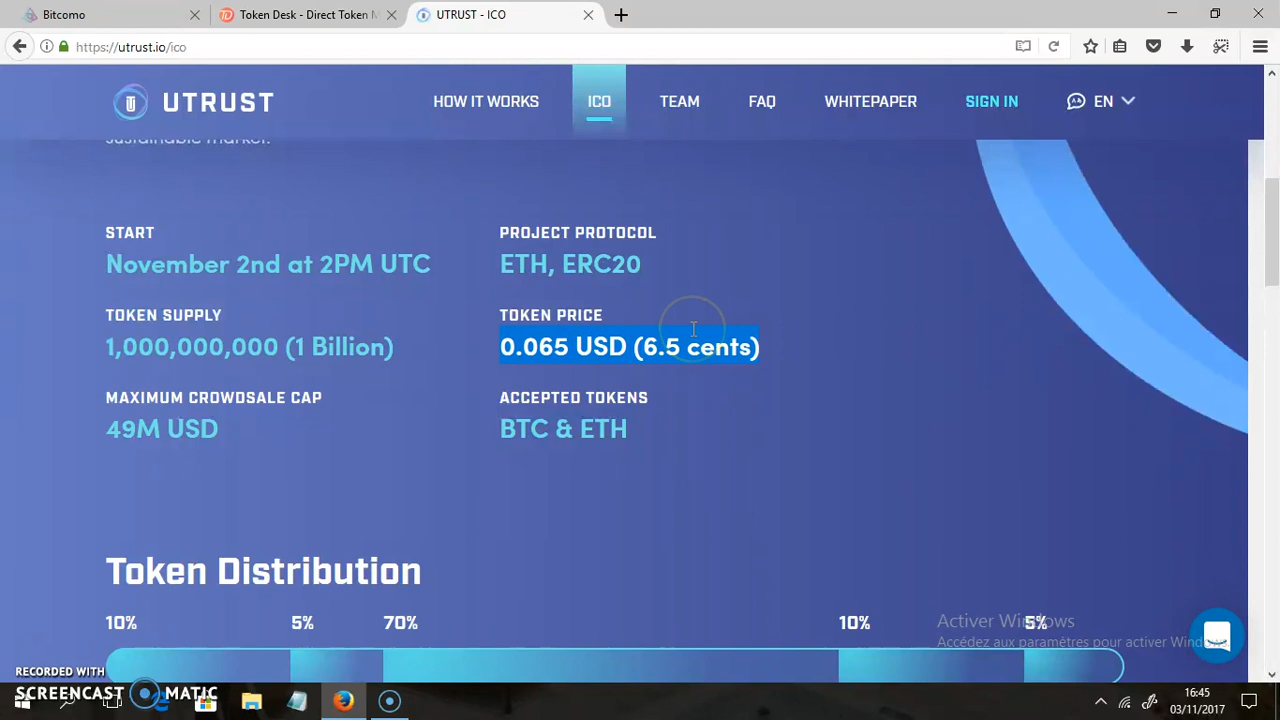 Bitcomo
Token Desk - Direct Token M
UTRUST - ICO
https://utrust.io/ico
UTRUST
HOW IT WORKS
ICO
TEAM
FAQ
WHITEPAPER
SIGN IN
EN
sustainable market.
START
November 2nd at 2PM UTC
PROJECT PROTOCOL
ETH, ERC20
TOKEN SUPPLY
1,000,000,000 (1 Billion)
TOKEN PRICE
0.065 USD (6.5 cents)
MAXIMUM CROWDSALE CAP
49M USD
ACCEPTED TOKENS
BTC & ETH
Token Distribution
10% 5% 70% 10% 5%
Activer Windows
Accédez aux paramètres pour activer Windows.
RECORDED WITH
SCREENCAST MATIC
16:45
03/11/2017